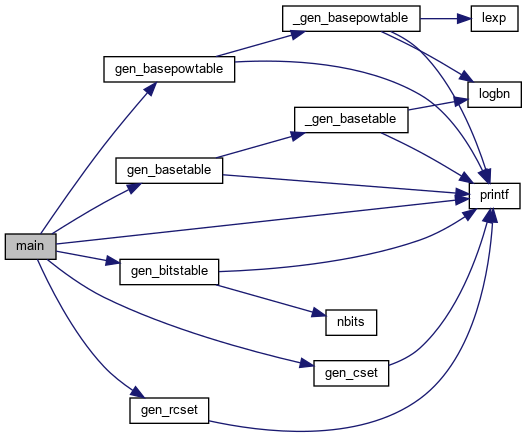 _gen_basepowtable
lexp
gen_basepowtable
logbn
_gen_basetable
gen_basetable
printf
main
gen_bitstable
nbits
gen_cset
gen_rcset